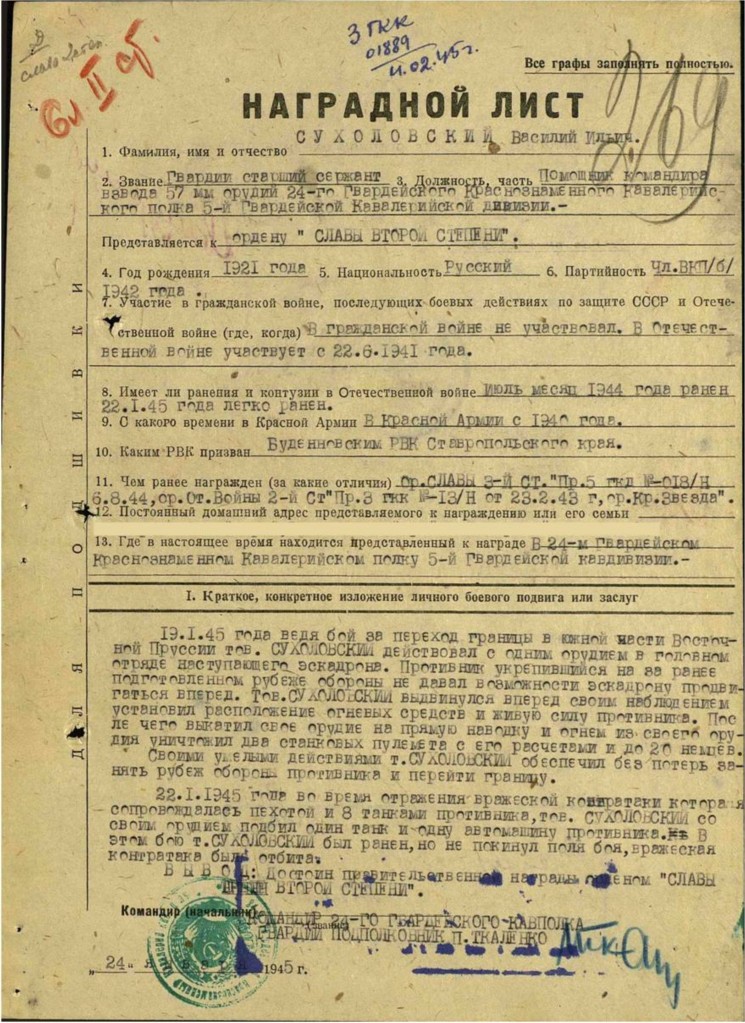 3 ГКК
01889
11.02.45г.
Сл II ст.
269
Все графы заполнять полностью.
НАГРАДНОЙ ЛИСТ
СУХОЛОВСКИЙ Василий Ильич.
1. Фамилия, имя и отчество
2. Звание Гвардии старший сержант 3. Должность, часть Помощник командира
взвода 57 мм орудий 24-го Гвардейского Краснознаменного Кавалерийс-
кого полка 5-й Гвардейской Кавалерийской дивизии.-
Представляется к ордену " СЛАВЫ ВТОРОЙ СТЕПЕНИ".
4. Год рождения 1921 года 5. Национальность Русский 6. Партийность Чл.ВКП/б/
1942 года .
7. Участие в гражданской войне, последующих боевых действиях по защите СССР и Отече-
ственной войне (где, когда) В гражданской войне не участвовал. В Отечест-
венной войне участвует с 22.6.1941 года.
8. Имеет ли ранения и контузии в Отечественной войне Июль месяц 1944 года ранен
22.I.45 года легко ранен.
9. С какого времени в Красной Армии В Красной Армии с 1940 года.
10. Каким РВК призван Буденновским РВК Ставропольского края.
11. Чем ранее награжден (за какие отличия) Ор.СЛАВЫ 3-й СТ."Пр.5 гкд №-018/Н
6.8.44, ор.От.Войны 2-й Ст"Пр.3 гкк №-13/Н от 23.2.43 г, ор.Кр.Звезда".
12. Постоянный домашний адрес представляемого к награждению или его семьи
13. Где в настоящее время находится представленный к награде В 24-м Гвардейском
Краснознаменном Кавалерийском полку 5-й Гвардейской кавдивизии.-
ДЛЯ ПОДШИВКИ
I. Краткое, конкретное изложение личного боевого подвига или заслуг
19.I.45 года ведя бой за переход границы в южной части Восточ-
ной Пруссии тов. СУХОЛОВСКИЙ действовал с одним орудием в головном
отряде наступающего эскадрона. Противник укрепившийся на за ранее
подготовленном рубеже обороны не давал возможности эскадрону продви-
гаться вперед. Тов.СУХОЛОВСКИЙ выдвинулся вперед своим наблюдением
установил расположение огневых средств и живую силу противника. Пос
ле чего выкатил свое орудие на прямую наводку и огнем из своего ору-
дия уничтожил два станковых пулемета с его расчетами и до 20 немцев.
Своими умелыми действиями т.СУХОЛОВСКИЙ обеспечил без потерь за-
нять рубеж обороны противника и перейти границу.
22.I.1945 года во время отражения вражеской контратаки котора я
сопровождалась пехотой и 8 танками противника, тов. СУХОЛОВСКИЙ со
своим орудием подбил один танк и одну автомашину противника. В
этом бою т.СУХОЛОВСКИЙ был ранен, но не покинул поля боя, вражеская
контратака была отбита.
В Ы В О Д: Достоин правительственной награды орденом "СЛАВЫ
ВТОРОЙ СТЕПЕНИ".
Командир (начальник)
КОМАНДИР 24-ГО ГВАРДЕЙСКОГО КАВПОЛКА
ГВАРДИИ ПОДПОЛКОВНИК П.ТКАЛЕНКО
„24" января 1945 г.